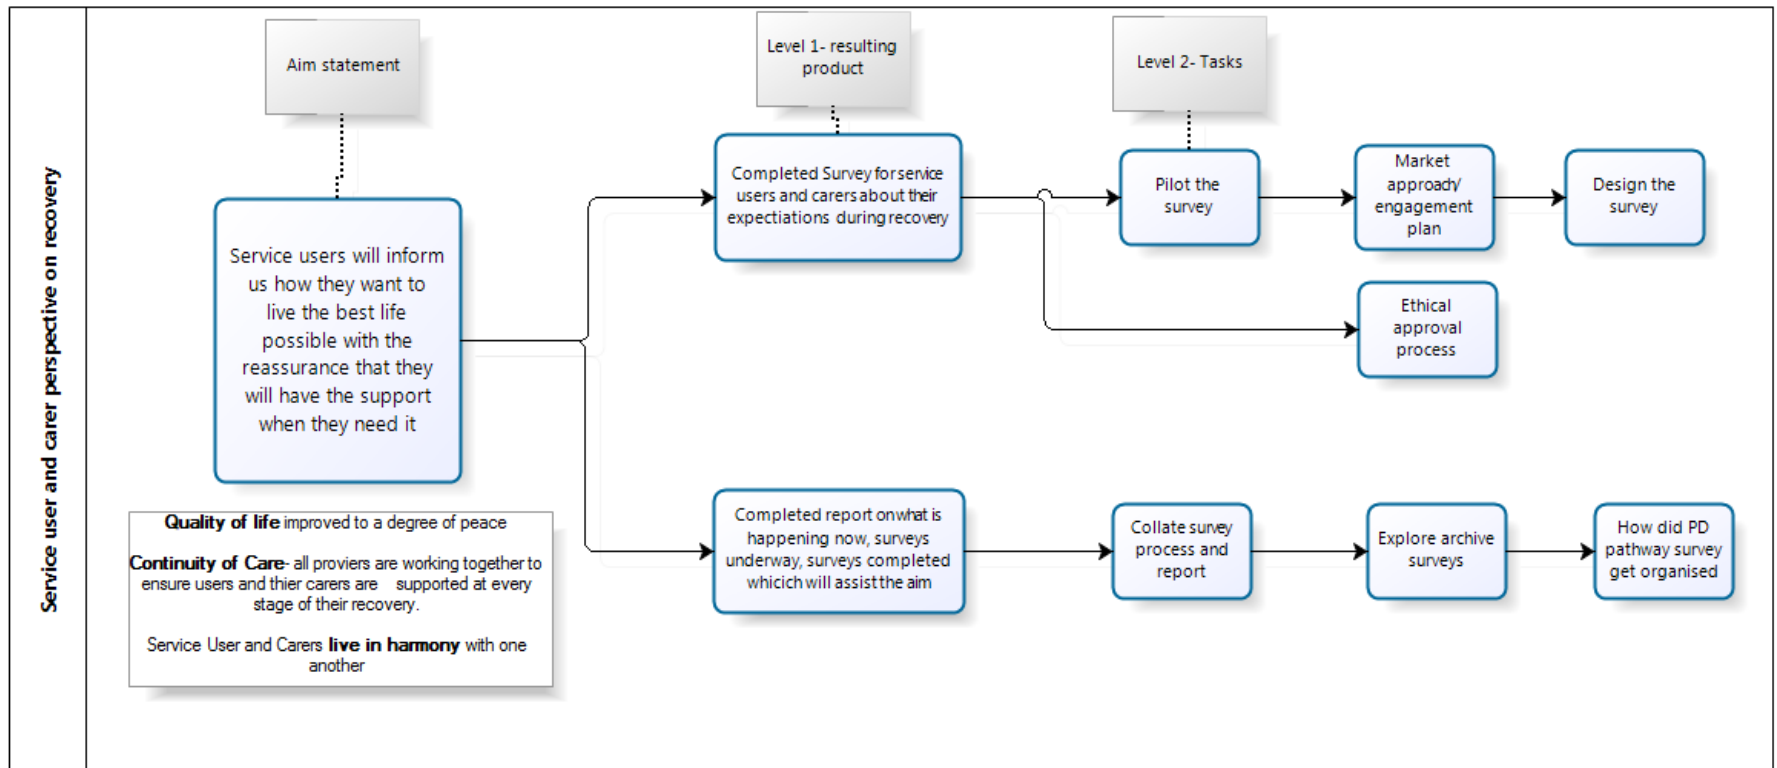 Service user and carer perspective on recovery
Aim statement
Level 1- resulting
product
Level 2- Tasks
Service users will inform
us how they want to
live the best life
possible with the
reassurance that they
will have the support
when they need it
Quality of life improved to a degree of peace
Continuity of Care- all proviers are working together to
ensure users and thier carers are supported at every
stage of their recovery.
Service User and Carers live in harmony with one
another
Completed Survey for service
users and carers about their
expectiations during recovery
Pilot the
survey
Market
approach/
engagement
plan
Design the
survey
Ethical
approval
process
Completed report on what is
happening now, surveys
underway, surveys completed
whicich will assist the aim
Collate survey
process and
report
Explore archive
surveys
How did PD
pathway survey
get organised